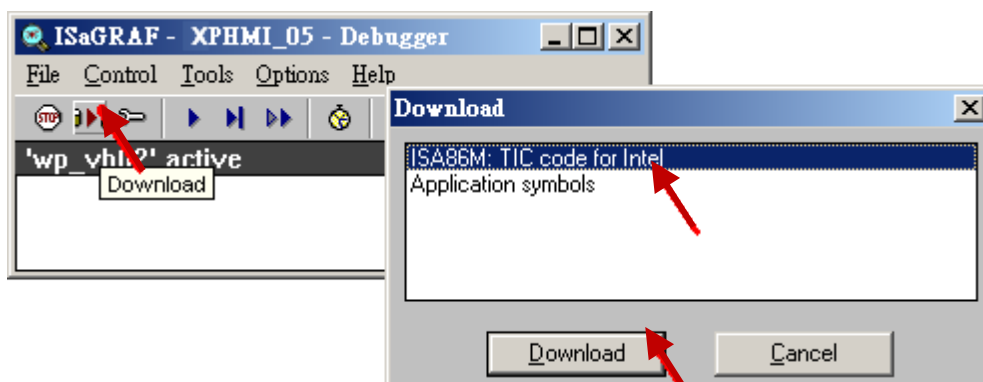 ISaGRAF - XPHMI_05 - Debugger
File Control Tools Options Help
STOP
'wp_vhli?' active
Download
Download
ISA86M: TIC code for Intel
Application symbols
Download Cancel